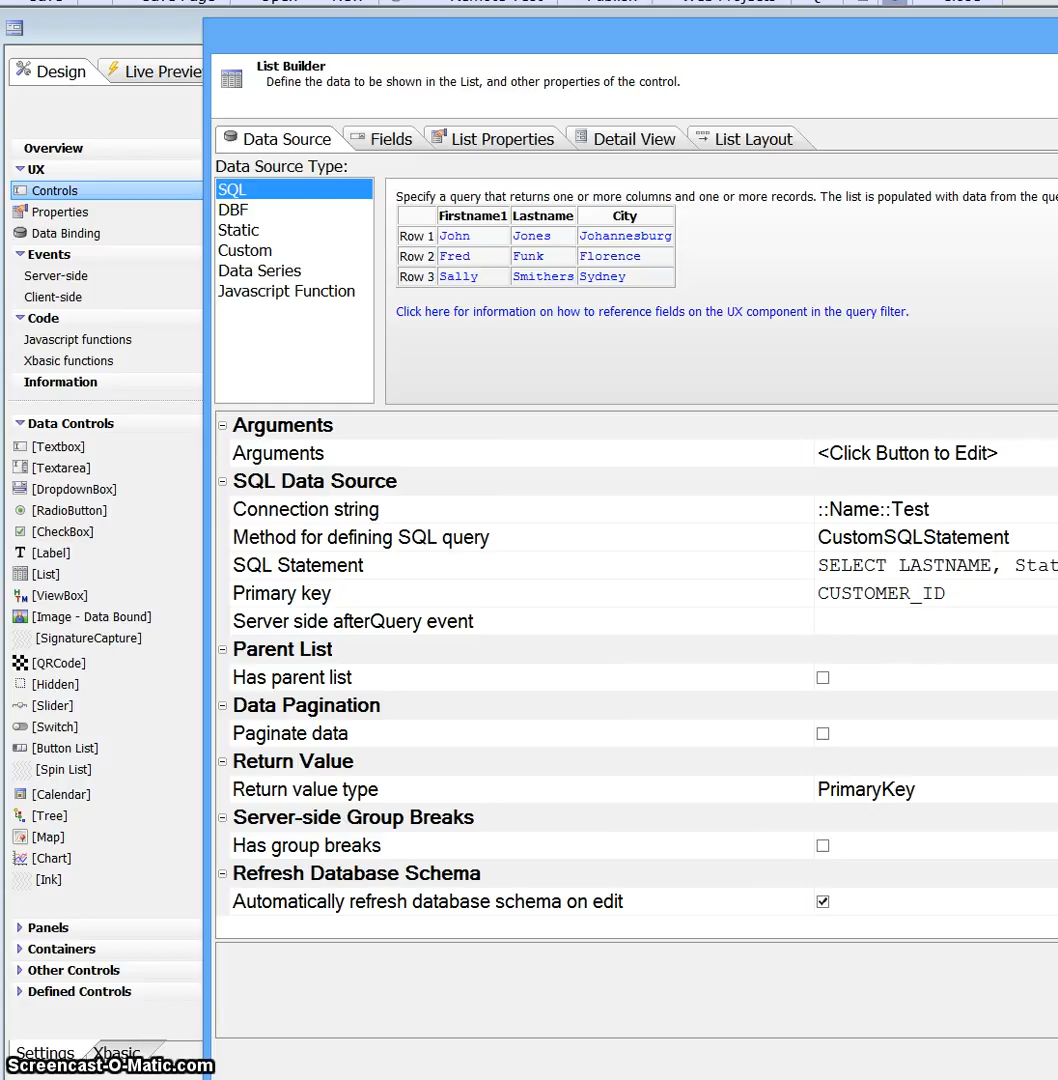 Design
Live Previe
List Builder
Define the data to be shown in the List, and other properties of the control.
Data Source
Fields
List Properties
Detail View
List Layout
Overview
UX
Controls
Properties
Data Binding
Events
Server-side
Client-side
Code
Javascript functions
Xbasic functions
Information
Data Controls
[Textbox]
[Textarea]
[DropdownBox]
[RadioButton]
[CheckBox]
[Label]
[List]
[ViewBox]
[Image - Data Bound]
[SignatureCapture]
[QRCode]
[Hidden]
[Slider]
[Switch]
[Button List]
[Spin List]
[Calendar]
[Tree]
[Map]
[Chart]
[Ink]
Panels
Containers
Other Controls
Defined Controls
Settings
Xbasic
Data Source Type:
SQL
DBF
Static
Custom
Data Series
Javascript Function
Specify a query that returns one or more columns and one or more records. The list is populated with data from the que
Firstname1 Lastname City
Row 1 John Jones Johannesburg
Row 2 Fred Funk Florence
Row 3 Sally Smithers Sydney
Click here for information on how to reference fields on the UX component in the query filter.
Arguments
Arguments <Click Button to Edit>
SQL Data Source
Connection string ::Name::Test
Method for defining SQL query CustomSQLStatement
SQL Statement SELECT LASTNAME, Stat
Primary key CUSTOMER_ID
Server side afterQuery event
Parent List
Has parent list
Data Pagination
Paginate data
Return Value
Return value type PrimaryKey
Server-side Group Breaks
Has group breaks
Refresh Database Schema
Automatically refresh database schema on edit
Screencast-O-Matic.com